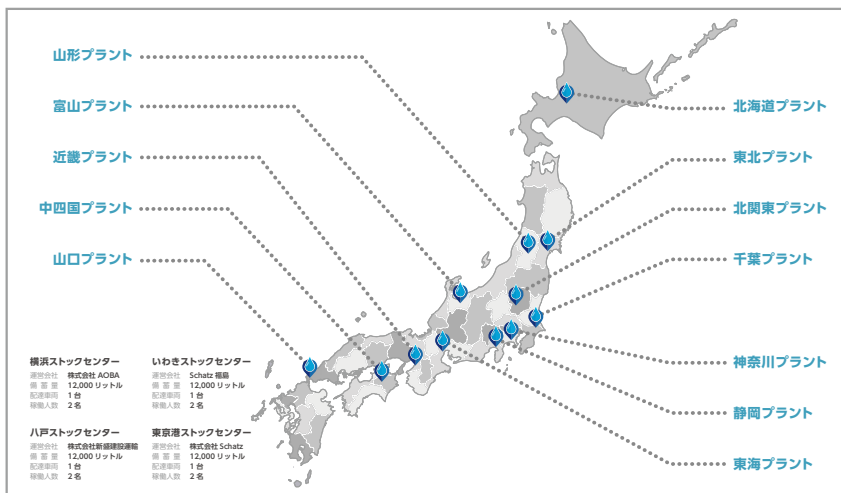 山形プラント
富山プラント
近畿プラント
中四国プラント
山口プラント
北海道プラント
東北プラント
北関東プラント
千葉プラント
神奈川プラント
静岡プラント
東海プラント
横浜ストックセンター
運営会社 株式会社 AOBA
備蓄量 12,000 リットル
配達車両 1 台
稼働人数 2 名
いわきストックセンター
運営会社 Schatz 福島
備蓄量 12,000 リットル
配達車両 1 台
稼働人数 2 名
八戸ストックセンター
運営会社 株式会社新盛建設運輸
備蓄量 12,000 リットル
配達車両 1 台
稼働人数 2 名
東京港ストックセンター
運営会社 株式会社 Schatz
備蓄量 12,000 リットル
配達車両 1 台
稼働人数 2 名